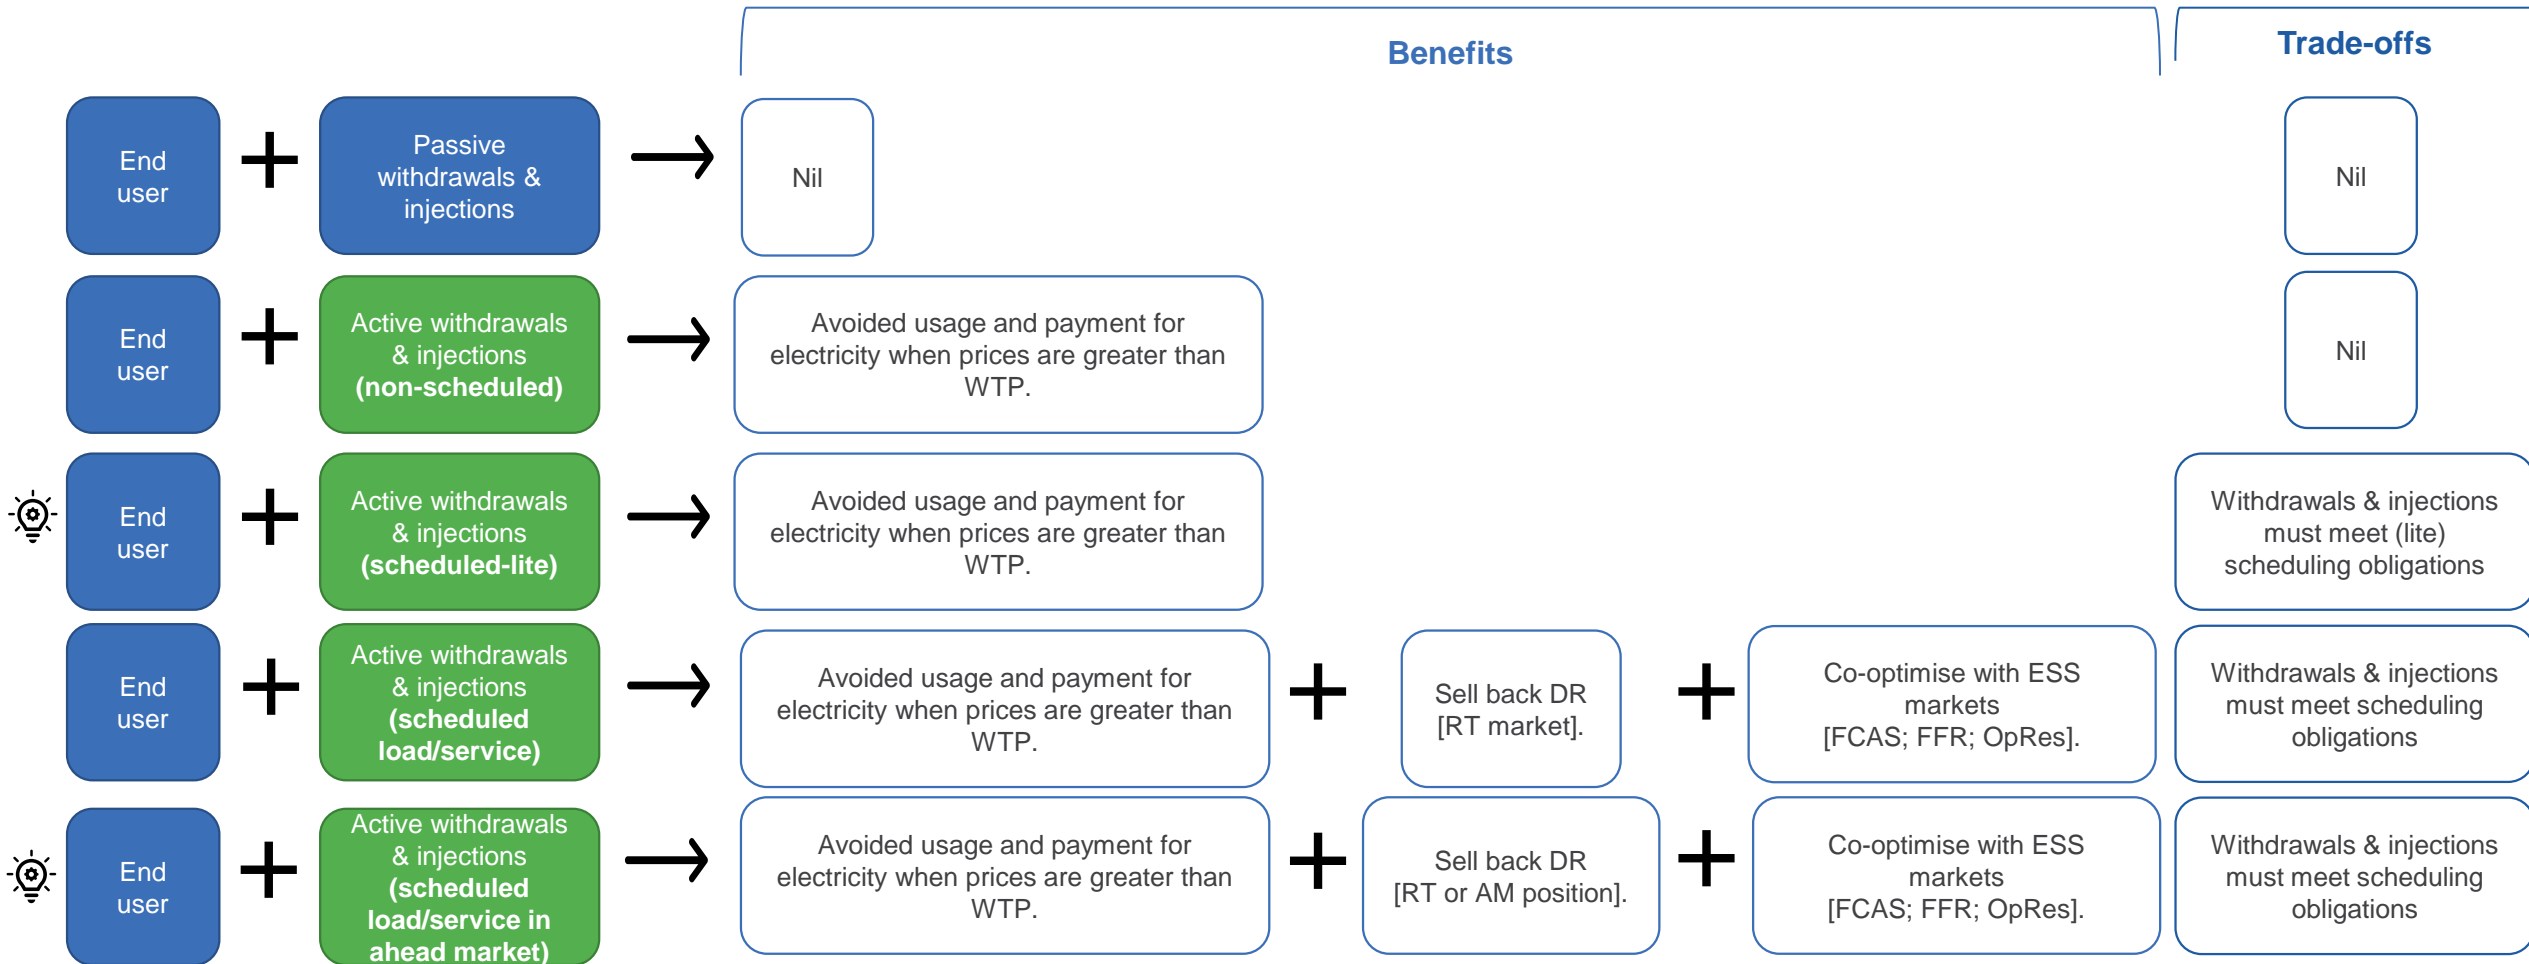 Benefits
Trade-offs
End
user
Passive
withdrawals &
injections
Nil
Nil
End
user
Active withdrawals
& injections
(non-scheduled)
Avoided usage and payment for
electricity when prices are greater than
WTP.
Nil
End
user
Active withdrawals
& injections
(scheduled-lite)
Avoided usage and payment for
electricity when prices are greater than
WTP.
Withdrawals & injections
must meet (lite)
scheduling obligations
End
user
Active withdrawals
& injections
(scheduled
load/service)
Avoided usage and payment for
electricity when prices are greater than
WTP.
Sell back DR
[RT market].
Co-optimise with ESS
markets
[FCAS; FFR; OpRes].
Withdrawals & injections
must meet scheduling
obligations
End
user
Active withdrawals
& injections
(scheduled
load/service in
ahead market)
Avoided usage and payment for
electricity when prices are greater than
WTP.
Sell back DR
[RT or AM position].
Co-optimise with ESS
markets
[FCAS; FFR; OpRes].
Withdrawals & injections
must meet scheduling
obligations